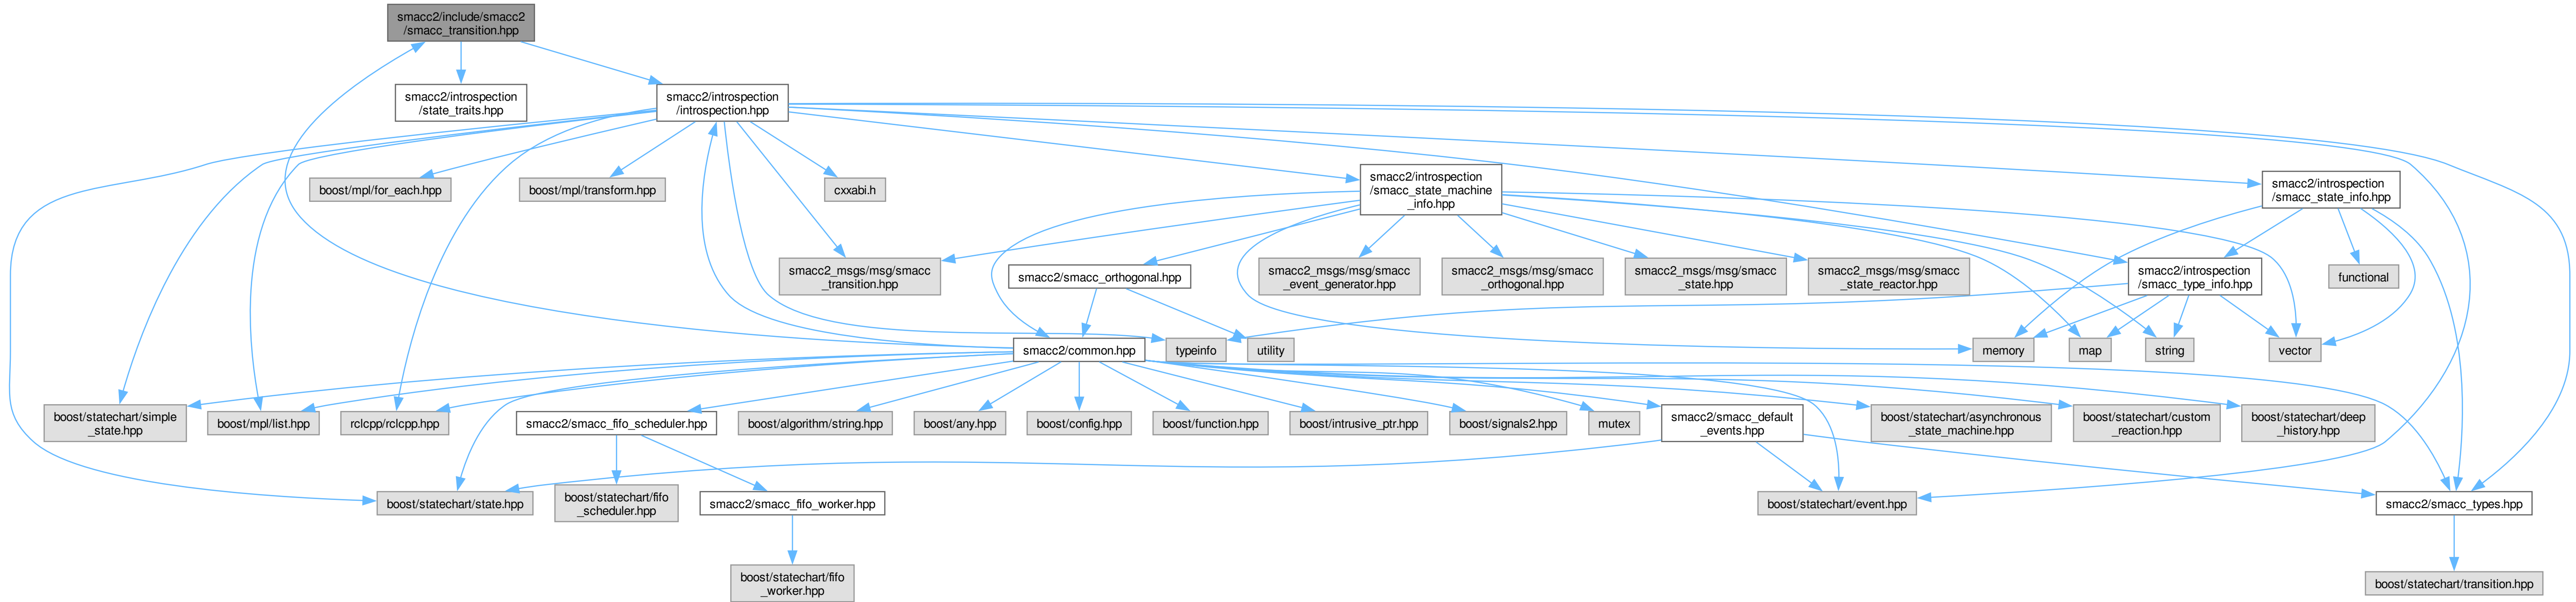 smacc2/include/smacc2
/smacc_transition.hpp
smacc2/introspection
/state_traits.hpp
smacc2/introspection
/introspection.hpp
boost/mpl/for_each.hpp
boost/mpl/transform.hpp
cxxabi.h
smacc2/introspection
/smacc_state_machine
_info.hpp
smacc2/introspection
/smacc_state_info.hpp
smacc2_msgs/msg/smacc
_transition.hpp
smacc2/smacc_orthogonal.hpp
smacc2_msgs/msg/smacc
_event_generator.hpp
smacc2_msgs/msg/smacc
_orthogonal.hpp
smacc2_msgs/msg/smacc
_state.hpp
smacc2_msgs/msg/smacc
_state_reactor.hpp
smacc2/introspection
/smacc_type_info.hpp
functional
smacc2/common.hpp
typeinfo
utility
memory
map
string
vector
boost/statechart/simple
_state.hpp
boost/mpl/list.hpp
rclcpp/rclcpp.hpp
smacc2/smacc_fifo_scheduler.hpp
boost/algorithm/string.hpp
boost/any.hpp
boost/config.hpp
boost/function.hpp
boost/intrusive_ptr.hpp
boost/signals2.hpp
mutex
smacc2/smacc_default
_events.hpp
boost/statechart/asynchronous
_state_machine.hpp
boost/statechart/custom
_reaction.hpp
boost/statechart/deep
_history.hpp
boost/statechart/state.hpp
boost/statechart/fifo
_scheduler.hpp
smacc2/smacc_fifo_worker.hpp
boost/statechart/event.hpp
smacc2/smacc_types.hpp
boost/statechart/fifo
_worker.hpp
boost/statechart/transition.hpp